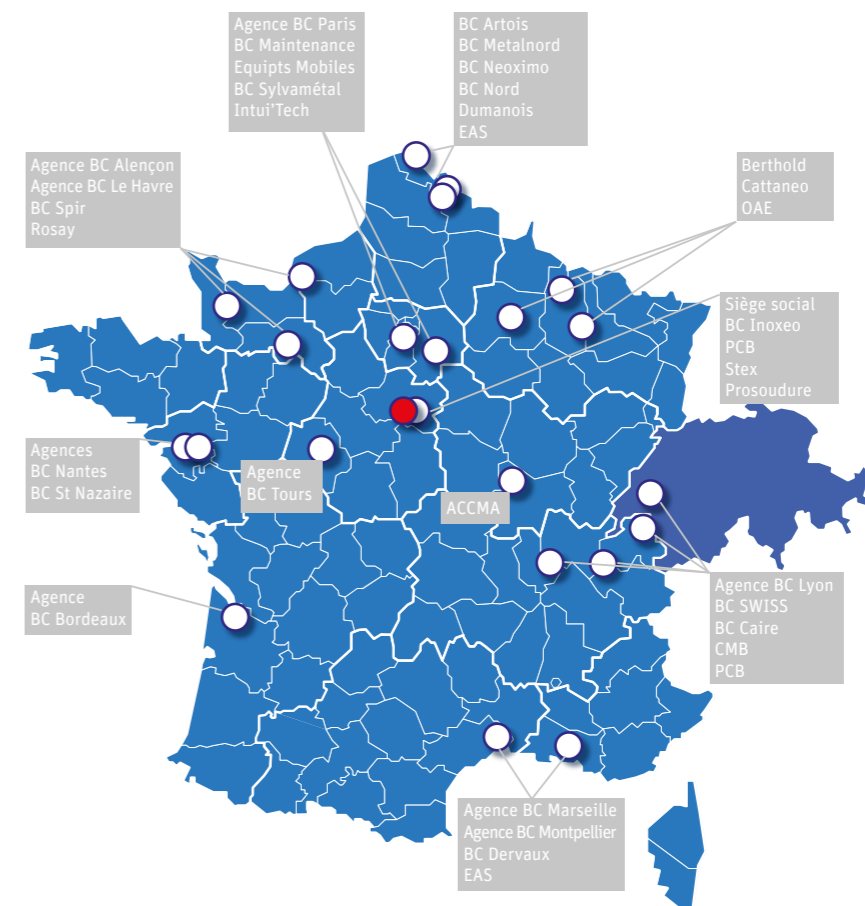 Agence BC Paris
BC Maintenance
Equipts Mobiles
BC Sylvamétal
Intui'Tech
BC Artois
BC Metalnord
BC Neoximo
BC Nord
Dumanois
EAS
Agence BC Alençon
Agence BC Le Havre
BC Spir
Rosay
Berthold
Cattaneo
OAE
Siège social
BC Inoxeo
PCB
Stex
Prosoudure
Agences
BC Nantes
BC St Nazaire
Agence
BC Tours
ACCMA
Agence
BC Bordeaux
Agence BC Lyon
BC SWISS
BC Caire
CMB
PCB
Agence BC Marseille
Agence BC Montpellier
BC Dervaux
EAS